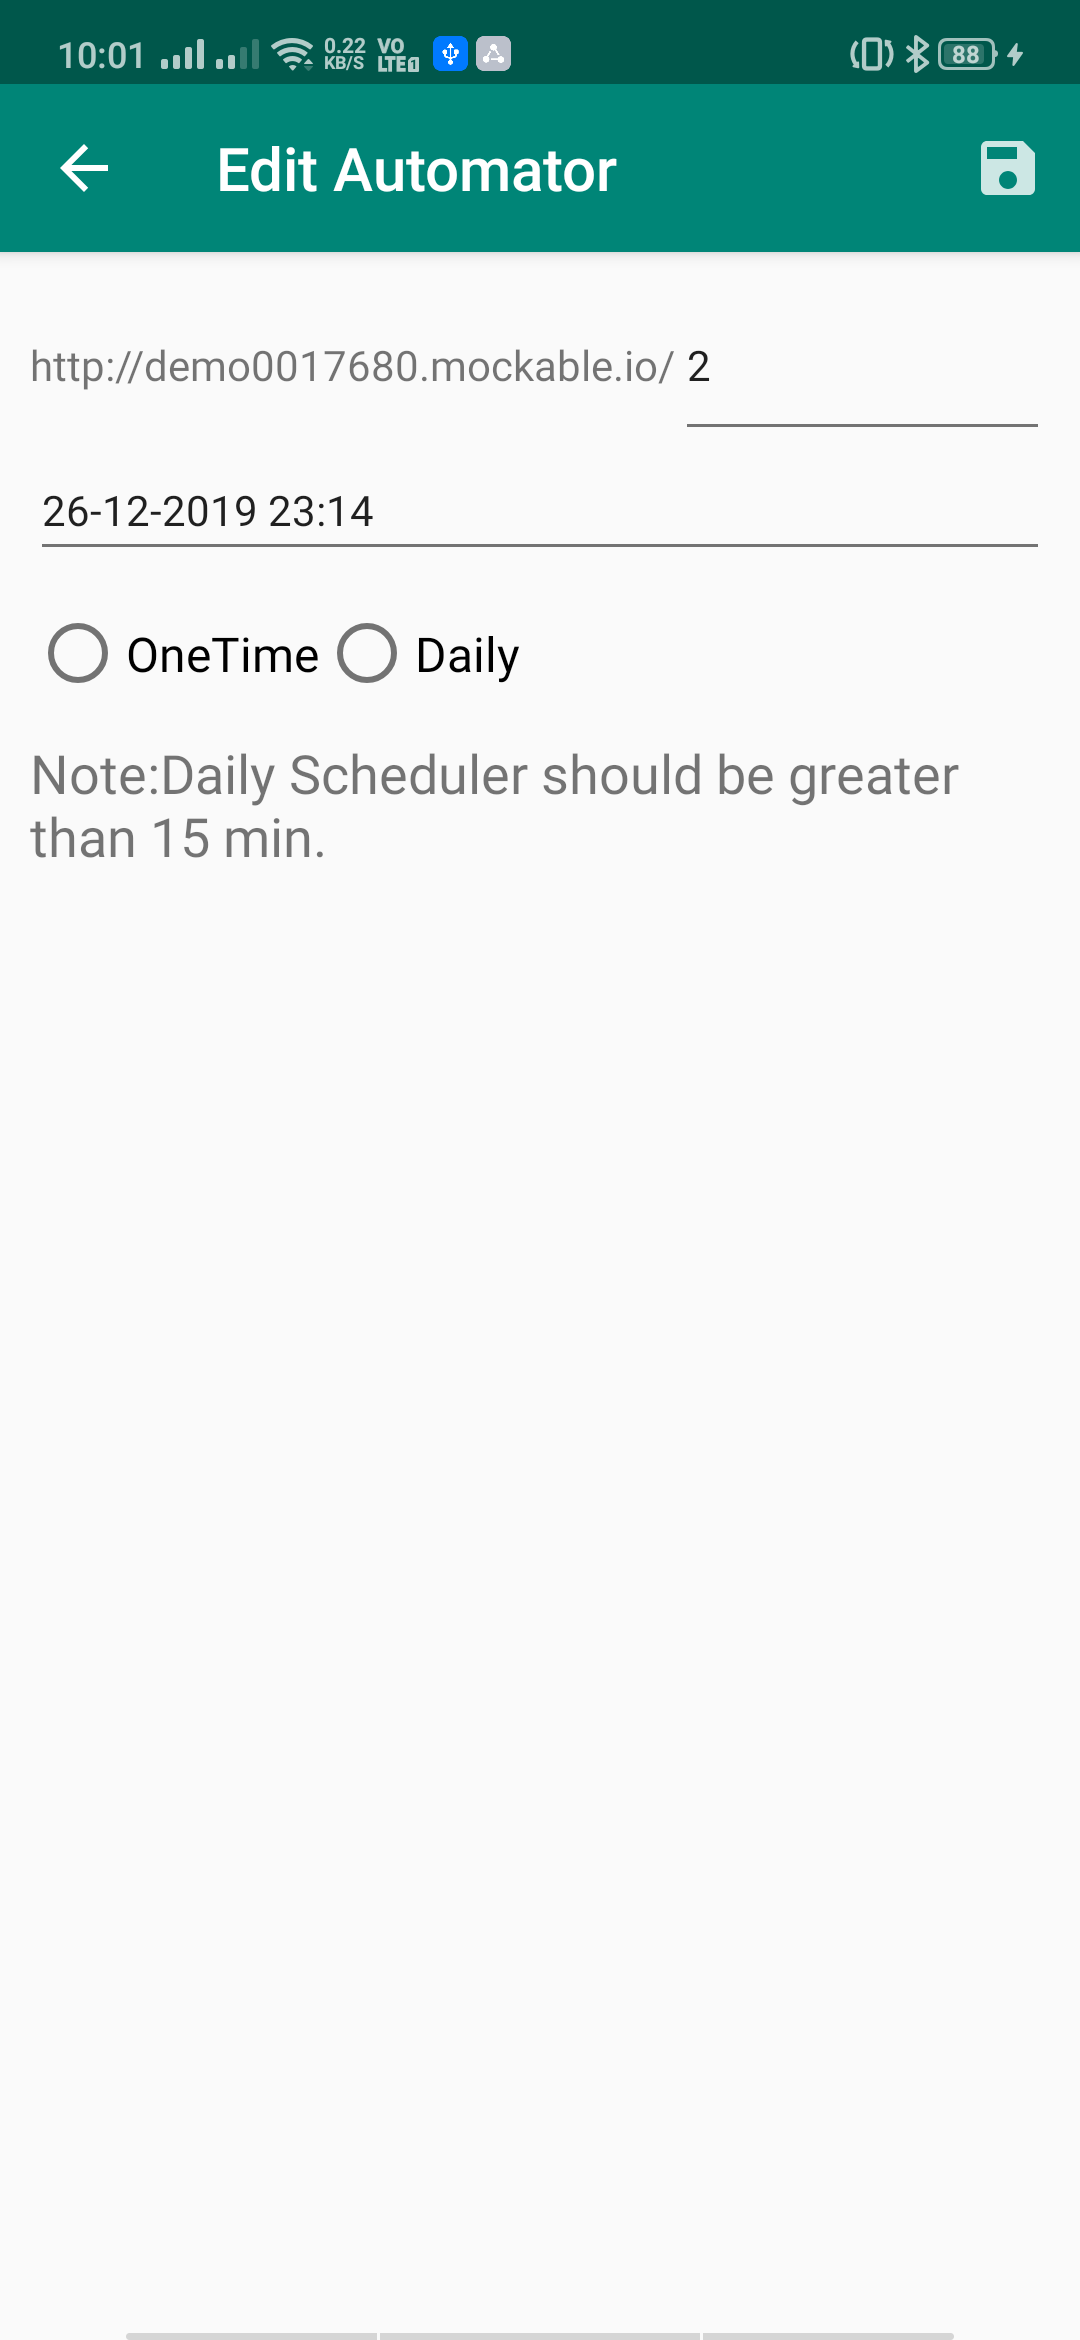 10:01 0.22 KB/S VO LTE 1 88
Edit Automator
http://demo0017680.mockable.io/ 2
26-12-2019 23:14
OneTime Daily
Note:Daily Scheduler should be greater
than 15 min.